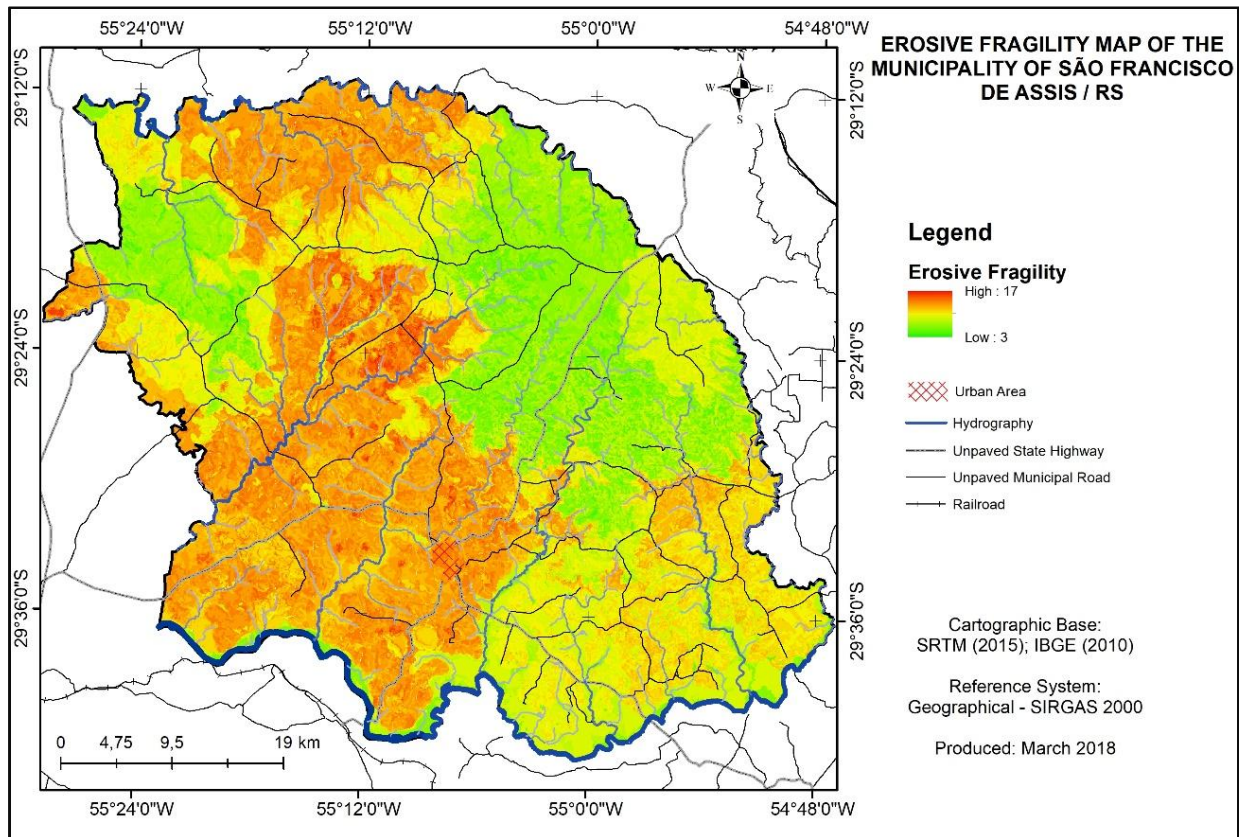 55°24'0"W
55°12'0"W
55°00'0"W
54°48'0"W
EROSIVE FRAGILITY MAP OF THE
MUNICIPALITY OF SÃO FRANCISCO
DE ASSIS / RS
N
W
E
S
29°12'0"S
29°12'0"S
Legend
Erosive Fragility
High : 17
Low : 3
29°24'0"S
29°24'0"S
Urban Area
Hydrography
Unpaved State Highway
Unpaved Municipal Road
Railroad
29°36'0"S
29°36'0"S
Cartographic Base:
SRTM (2015); IBGE (2010)
Reference System:
Geographical - SIRGAS 2000
Produced: March 2018
0
4,75
9,5
19 km
55°24'0"W
55°12'0"W
55°00'0"W
54°48'0"W